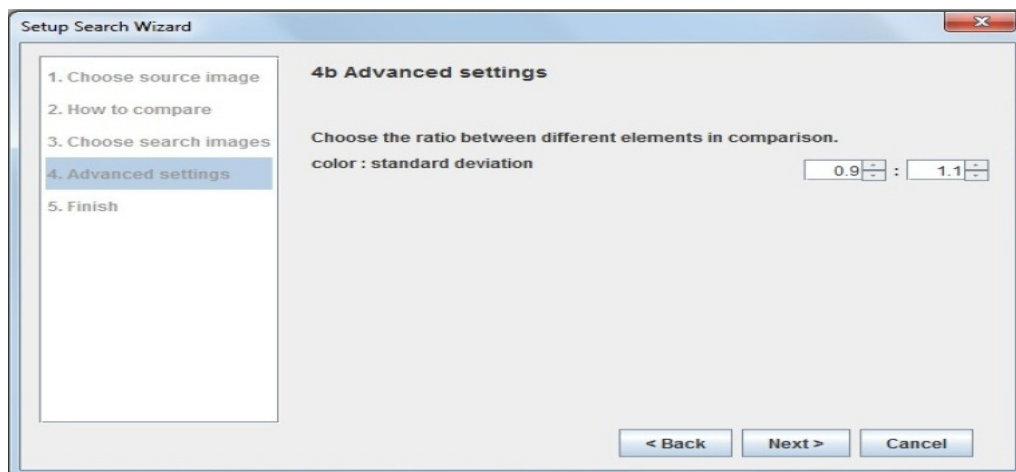 Setup Search Wizard
1. Choose source image
2. How to compare
3. Choose search images
4. Advanced settings
5. Finish
4b Advanced settings
Choose the ratio between different elements in comparison.
color : standard deviation 0.9 : 1.1
< Back Next > Cancel